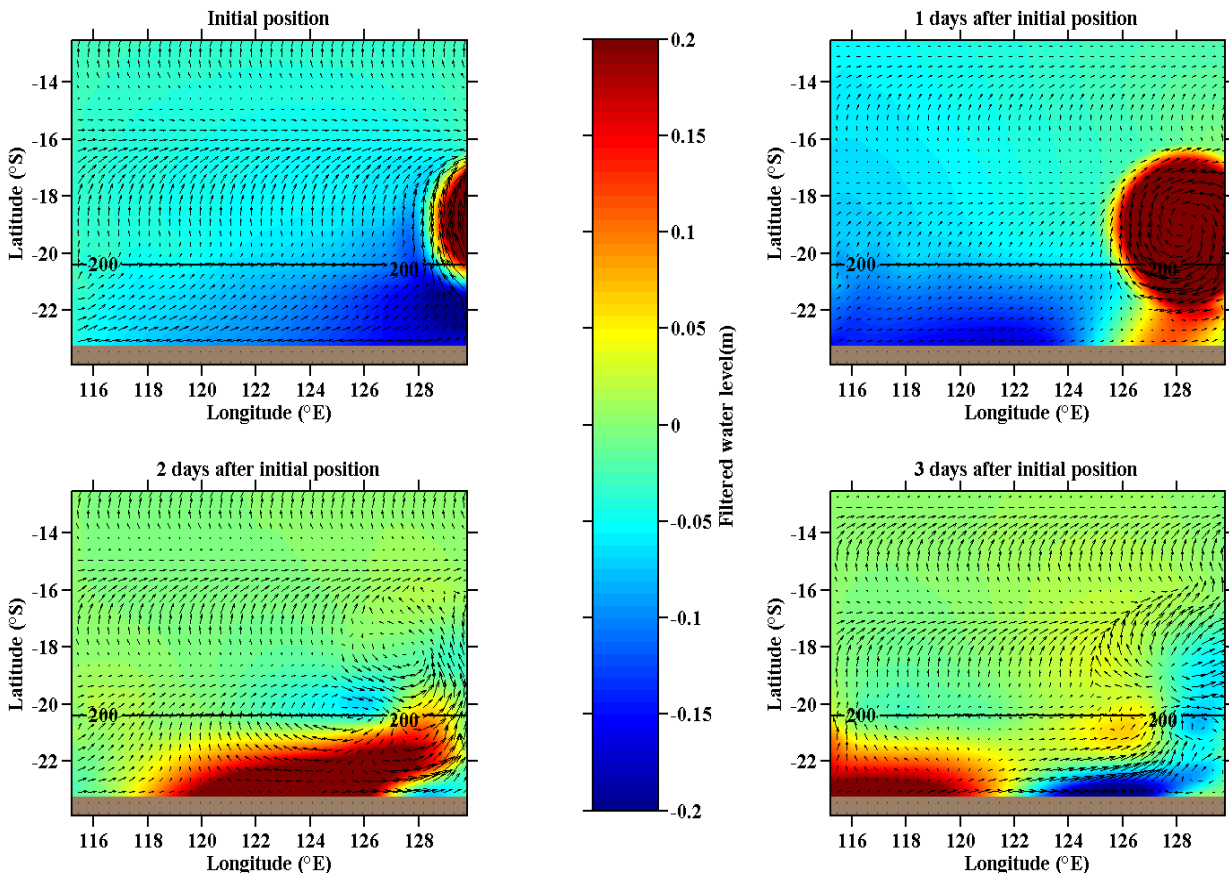 Initial position
1 days after initial position
Latitude (°S)
-14
-16
-18
-20
-22
200
200
116 118 120 122 124 126 128
Longitude (°E)
0.2
0.15
0.1
0.05
0
-0.05
-0.1
-0.15
-0.2
Filtered water level(m)
Latitude (°S)
-14
-16
-18
-20
-22
200
200
116 118 120 122 124 126 128
Longitude (°E)
2 days after initial position
3 days after initial position
Latitude (°S)
-14
-16
-18
-20
-22
200
200
116 118 120 122 124 126 128
Longitude (°E)
Latitude (°S)
-14
-16
-18
-20
-22
200
200
116 118 120 122 124 126 128
Longitude (°E)